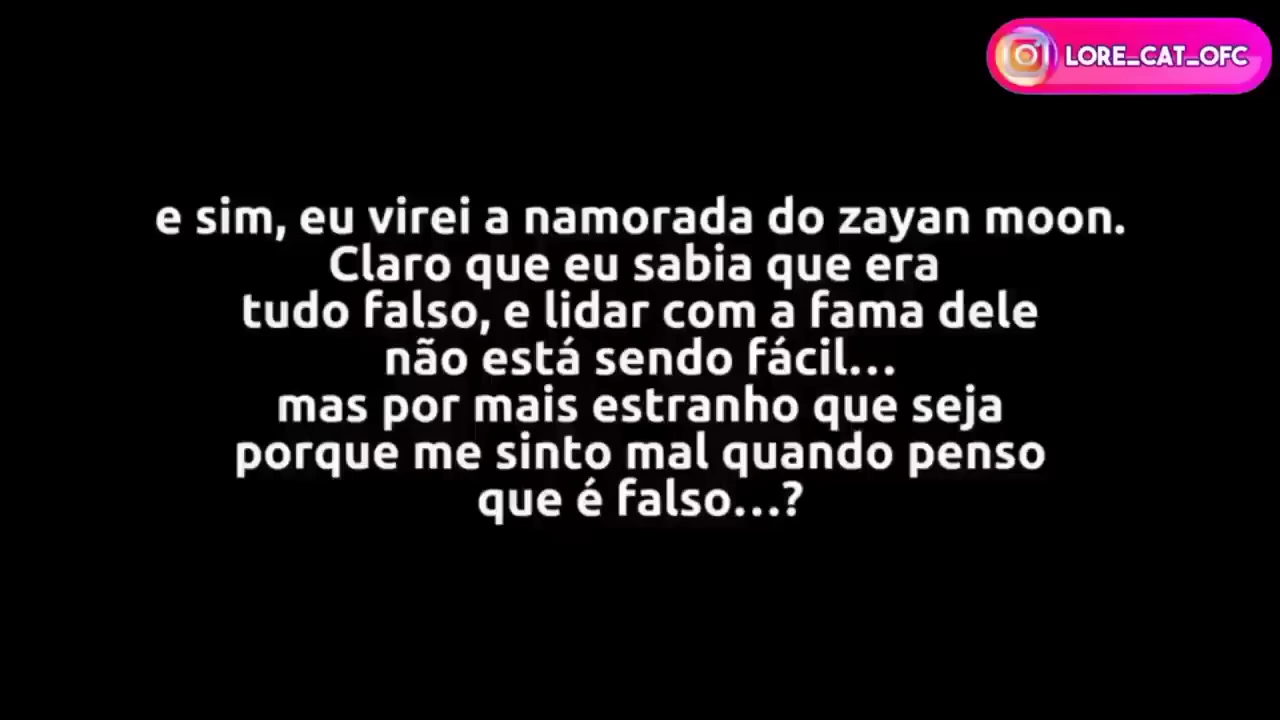 LORE_CAT_OFC
e sim, eu virei a namorada do zayan moon.
Claro que eu sabia que era
tudo falso, e lidar com a fama dele
não está sendo fácil...
mas por mais estranho que seja
porque me sinto mal quando penso
que é falso...?